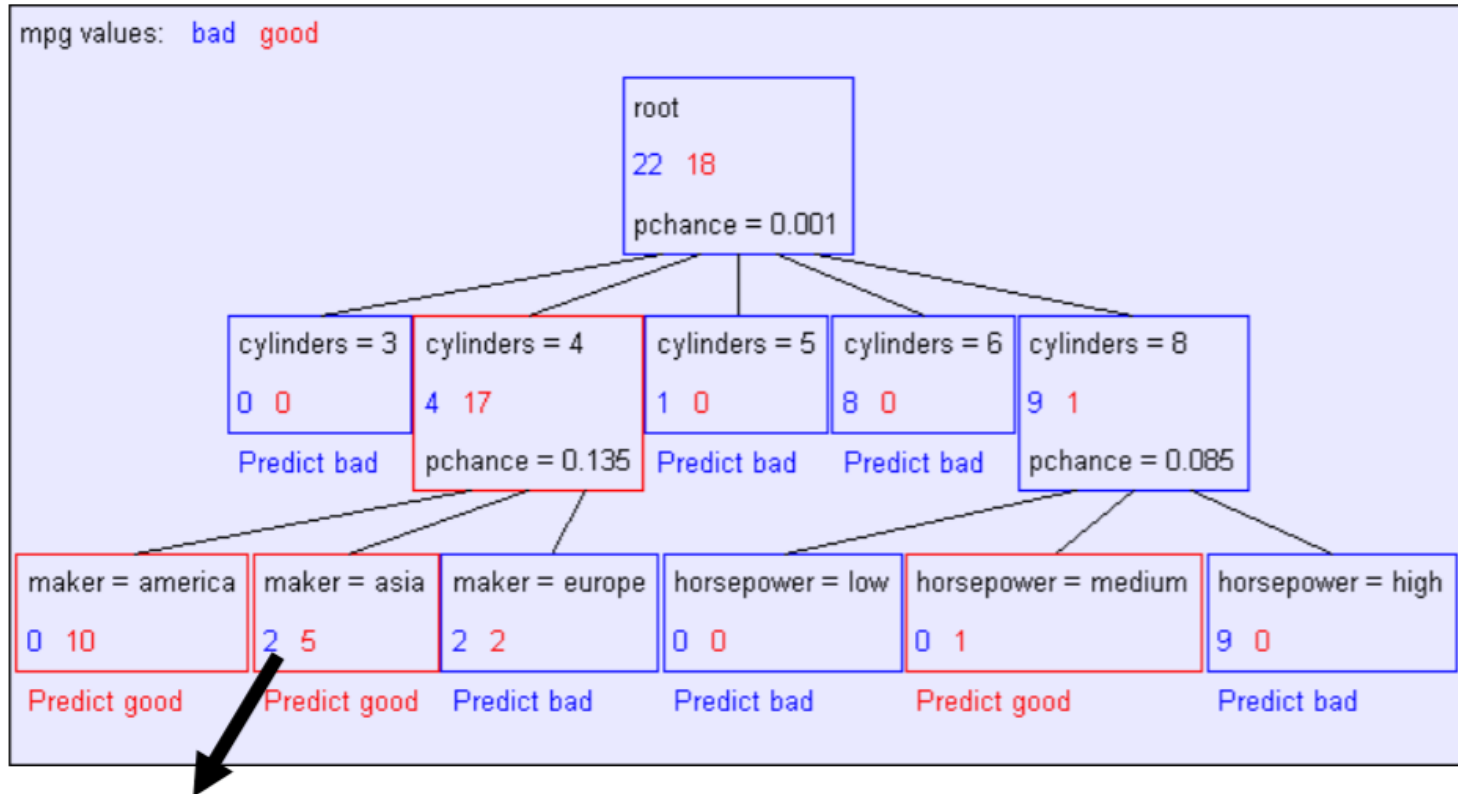 mpg values: bad good
root
22 18
pchance = 0.001
cylinders = 3 cylinders = 4 cylinders = 5 cylinders = 6 cylinders = 8
0 0 4 17 1 0 8 0 9 1
Predict bad pchance = 0.135 Predict bad Predict bad pchance = 0.085
maker = america maker = asia maker = europe horsepower = low horsepower = medium horsepower = high
0 10 2 5 2 2 0 0 0 1 9 0
Predict good Predict good Predict bad Predict bad Predict good Predict bad